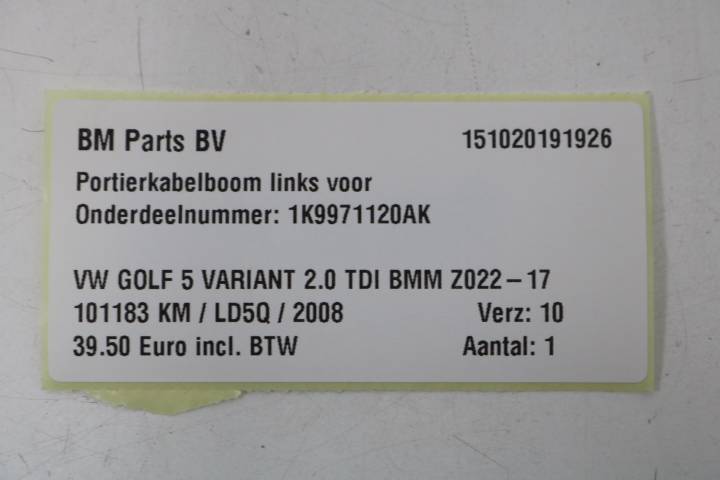 BM Parts BV 151020191926
Portierkabelboom links voor
Onderdeelnummer: 1K9971120AK
VW GOLF 5 VARIANT 2.0 TDI BMM Z022-17
101183 KM / LD5Q / 2008 Verz: 10
39.50 Euro incl. BTW Aantal: 1